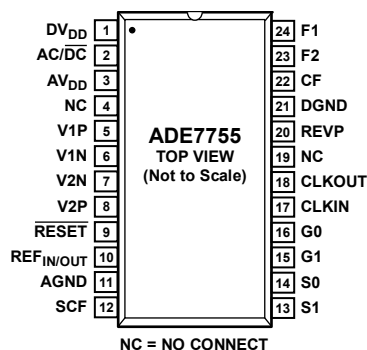 DVDD 1
AC/DC 2
AVDD 3
NC 4
V1P 5
V1N 6
V2N 7
V2P 8
RESET 9
REFIN/OUT 10
AGND 11
SCF 12
ADE7755
TOP VIEW
(Not to Scale)
24 F1
23 F2
22 CF
21 DGND
20 REVP
19 NC
18 CLKOUT
17 CLKIN
16 G0
15 G1
14 S0
13 S1
NC = NO CONNECT